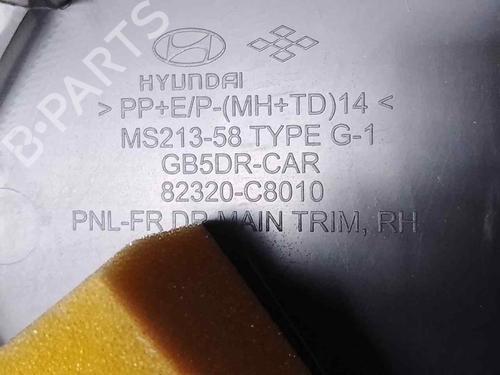 HYUNDAI
> PP+E/P-(MH+TD)14 <
MS213-58 TYPE G-1
GB5DR-CAR
82320-C8010
PNL-FR DR MAIN TRIM, RH
B-PARTS